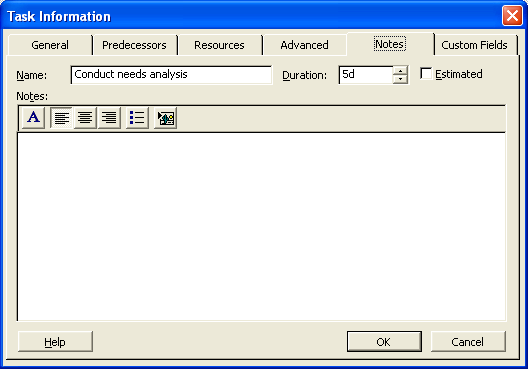 Task Information
General Predecessors Resources Advanced Notes Custom Fields
Name: Conduct needs analysis Duration: 5d Estimated
Notes:
A
Help OK Cancel